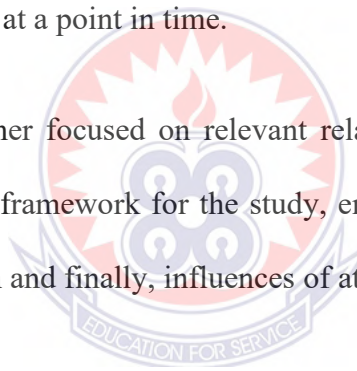 at a point in time.
her focused on relevant rela
framework for the study, en
and finally, influences of at
EDUCATION FOR SERVICE